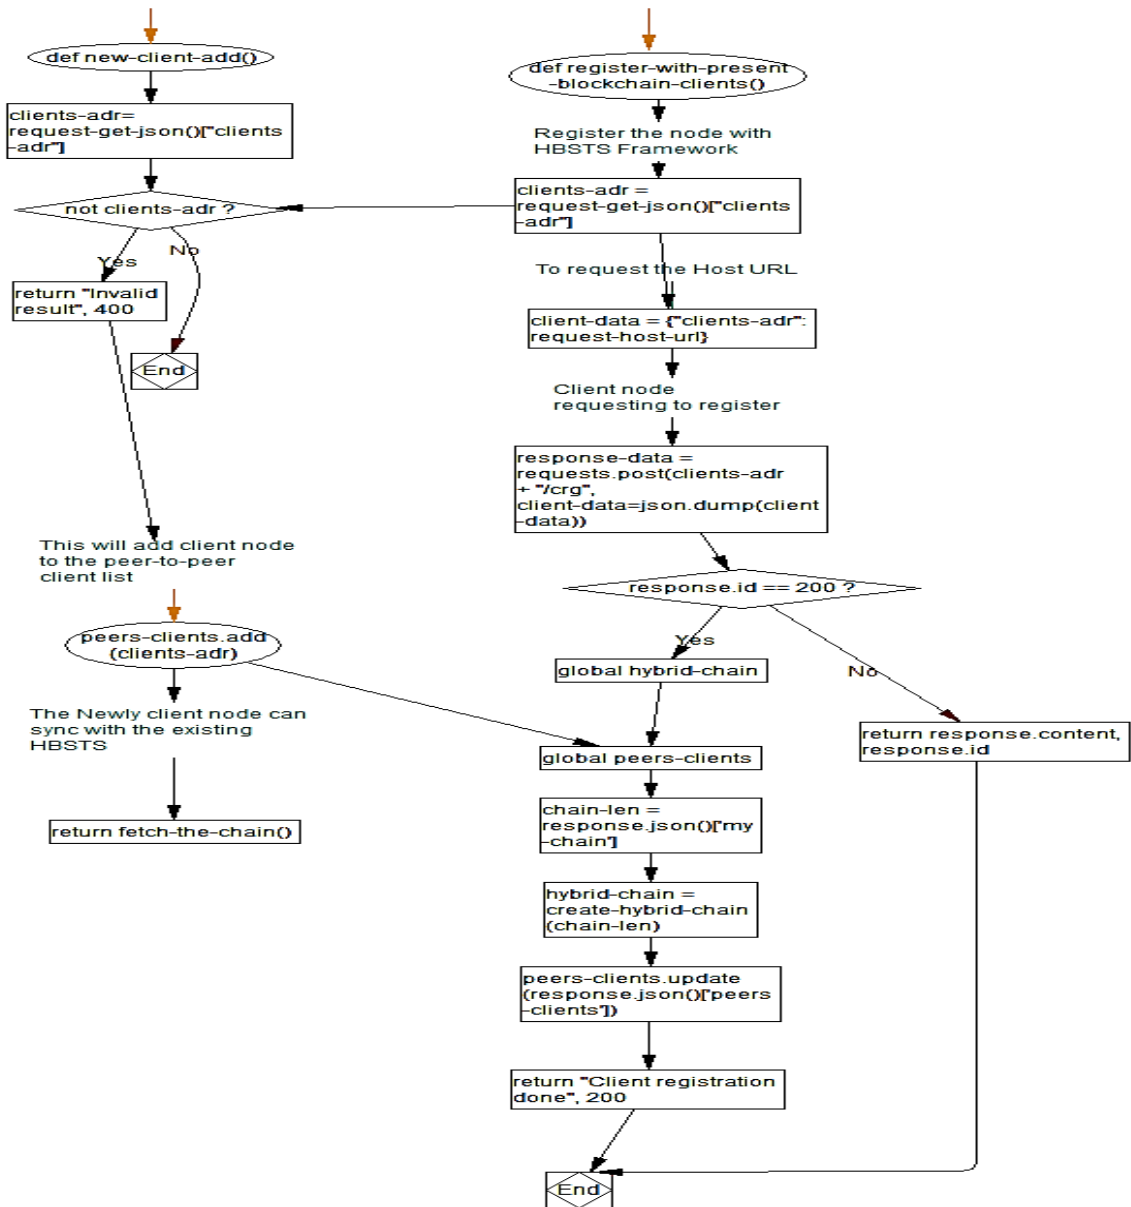 def new-client-add()
clients-adr=
request-get-json()["clients
-adr"]
not clients-adr ?
Yes
No
return "Invalid
result", 400
End
This will add client node
to the peer-to-peer
client list
peers-clients.add
(clients-adr)
The Newly client node can
sync with the existing
HBSTS
return fetch-the-chain()
def register-with-present
-blockchain-clients()
Register the node with
HBSTS Framework
clients-adr =
request-get-json()["clients
-adr"]
To request the Host URL
client-data = {"clients-adr":
request-host-url}
Client node
requesting to register
response-data =
requests.post(clients-adr
+ "/crg",
client-data=json.dump(client
-data))
response.id == 200 ?
Yes
No
global hybrid-chain
return response.content,
response.id
global peers-clients
chain-len =
response.json()['my
-chain']
hybrid-chain =
create-hybrid-chain
(chain-len)
peers-clients.update
(response.json()['peers
-clients'])
return "Client registration
done", 200
End